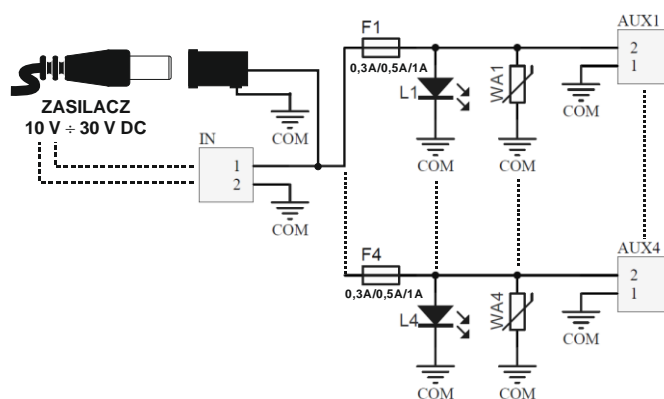 F1
AUX1
0,3A/0,5A/1A
2
1
L1
WA1
COM
COM
COM
COM
ZASILACZ
10 V ÷ 30 V DC
IN
1
2
COM
F4
AUX4
0,3A/0,5A/1A
2
1
L4
WA4
COM
COM
COM